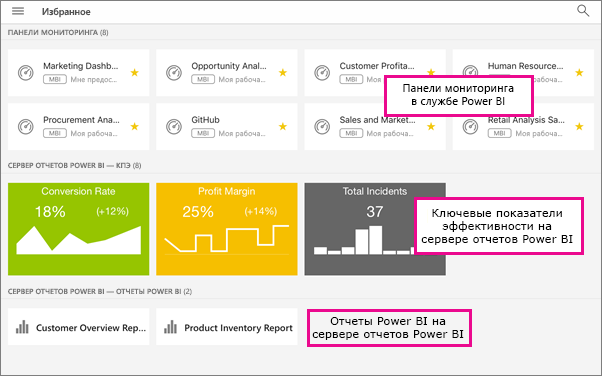 Избранное
ПАНЕЛИ МОНИТОРИНГА (8)
Marketing Dashb...
MBI Мне предос...
Opportunity Anal...
MBI Моя рабоча...
Customer Profita...
MBI Моя рабоча
Human Resource...
MBI Моя рабоча...
Панели мониторинга
в службе Power BI
Procurement Ana...
MBI Моя рабоча...
GitHub
MBI Моя рабоча...
Sales and Market...
MBI Моя рабоча...
Retail Analysis Sa...
MBI Моя рабоча...
СЕРВЕР ОТЧЕТОВ POWER BI — КПЭ (8)
Conversion Rate
18% (+12%)
Profit Margin
25% (+14%)
Total Incidents
37
Ключевые показатели
эффективности на
сервере отчетов Power BI
СЕРВЕР ОТЧЕТОВ POWER BI — ОТЧЕТЫ POWER BI (2)
Customer Overview Rep...
Product Inventory Report
Отчеты Power BI на
сервере отчетов Power BI